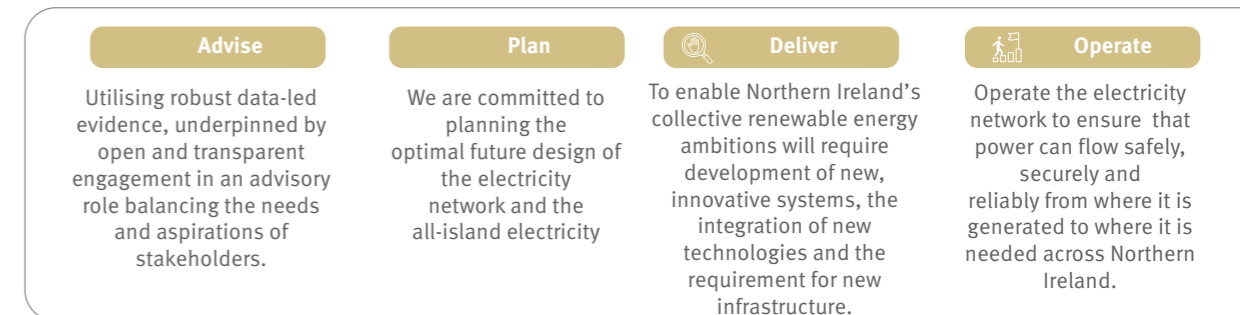 Advise
Utilising robust data-led
evidence, underpinned by
open and transparent
engagement in an advisory
role balancing the needs
and aspirations of
stakeholders.
Plan
We are committed to
planning the
optimal future design of
the electricity
network and the
all-island electricity
Deliver
To enable Northern Ireland’s
collective renewable energy
ambitions will require
development of new,
innovative systems, the
integration of new
technologies and the
requirement for new
infrastructure.
Operate
Operate the electricity
network to ensure  that
power can flow safely,
securely and
reliably from where it is
generated to where it is
needed across Northern
Ireland.